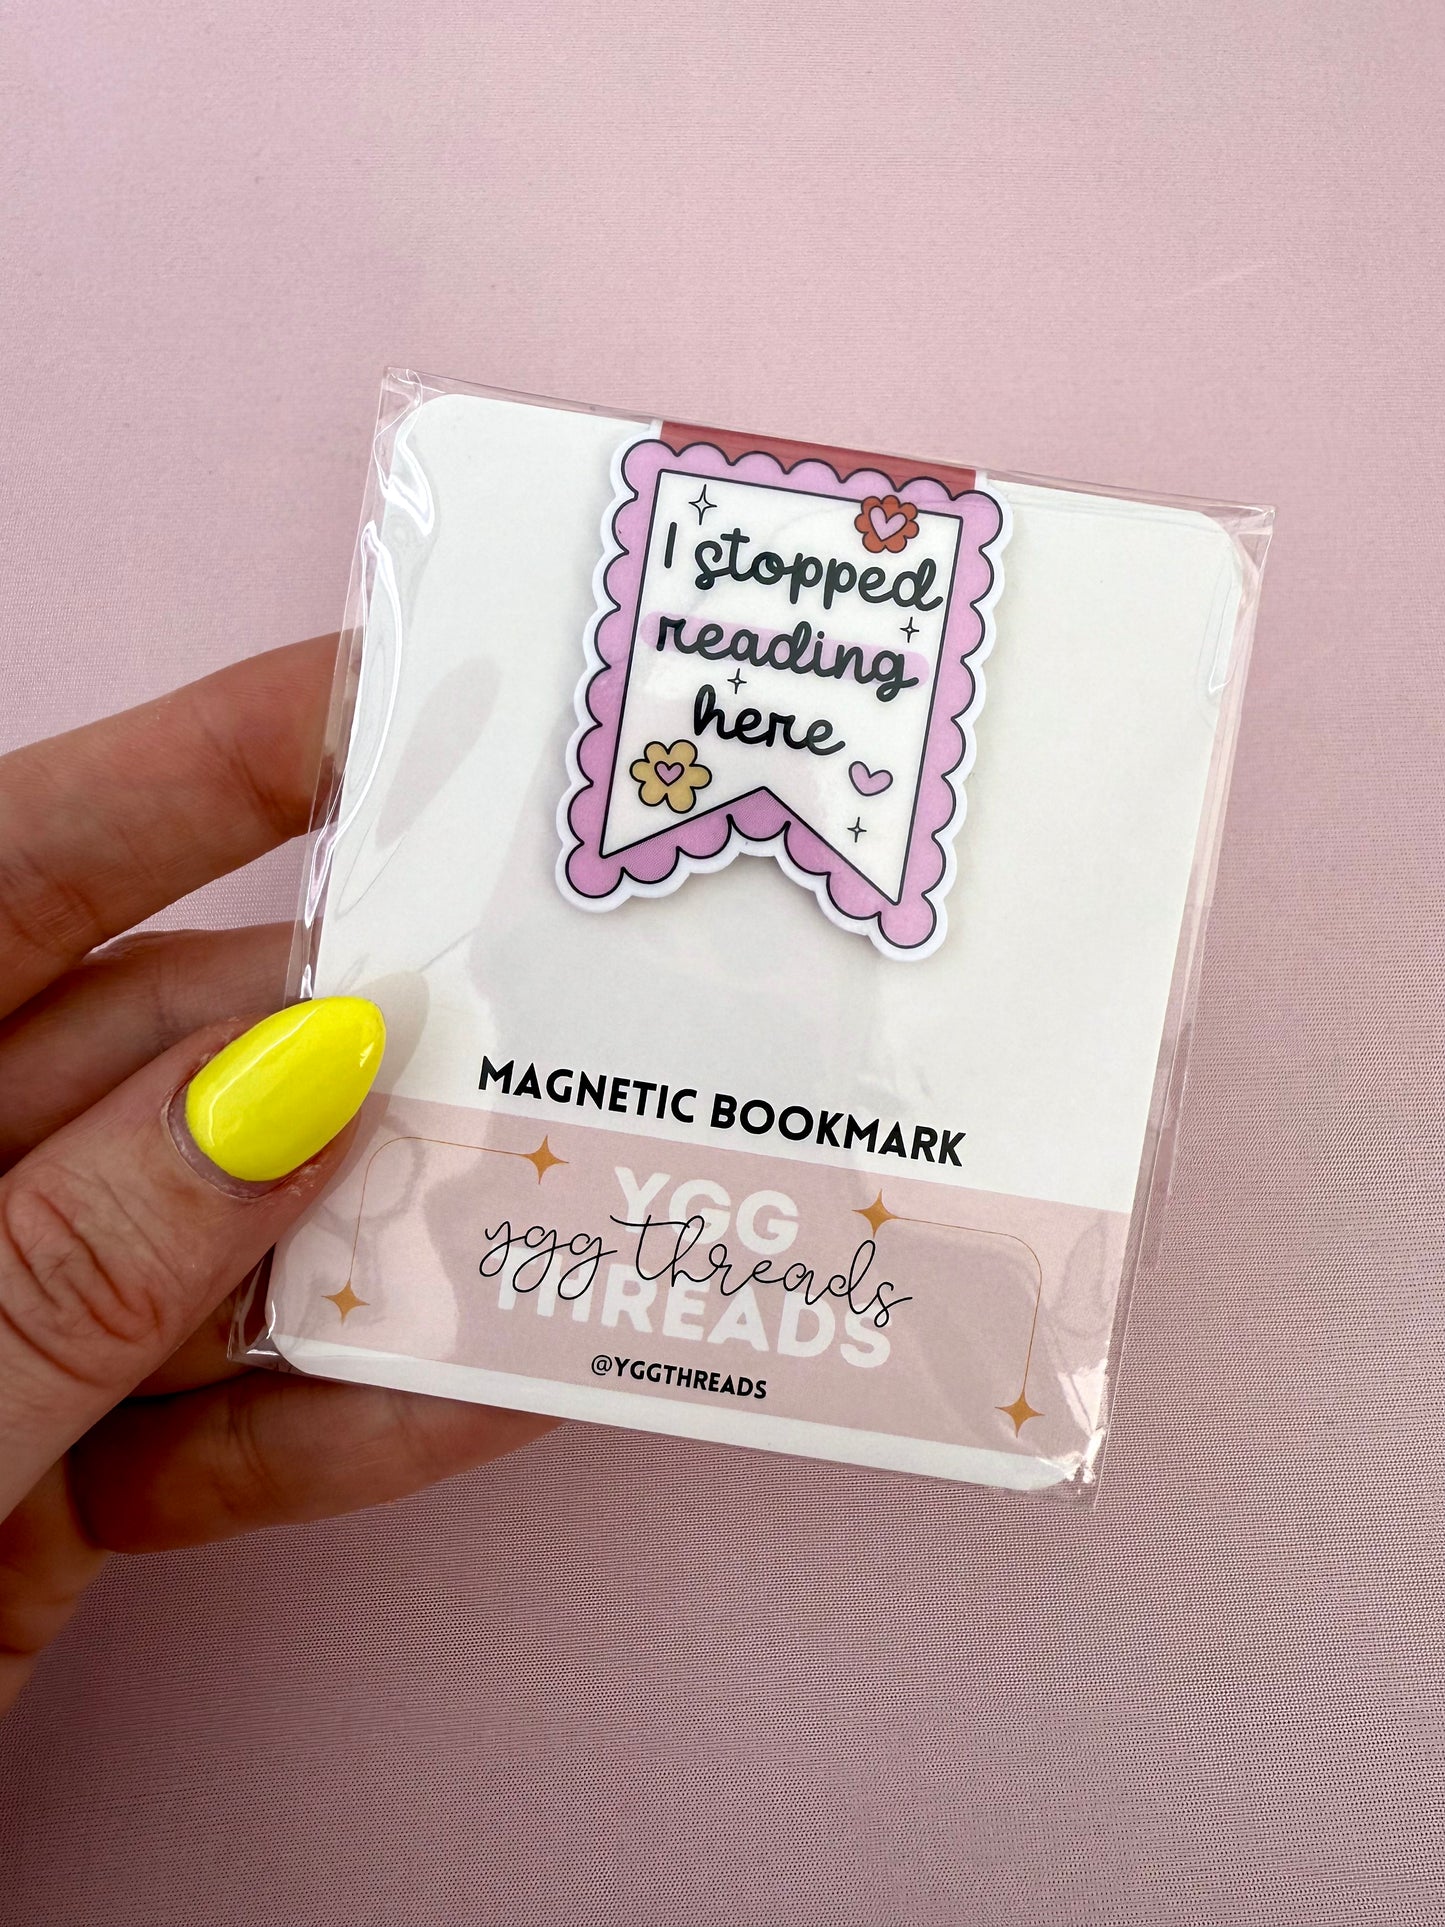 I stopped
reading
here
MAGNETIC BOOKMARK
YGG
ygg threads
THREADS
@YGGTHREADS